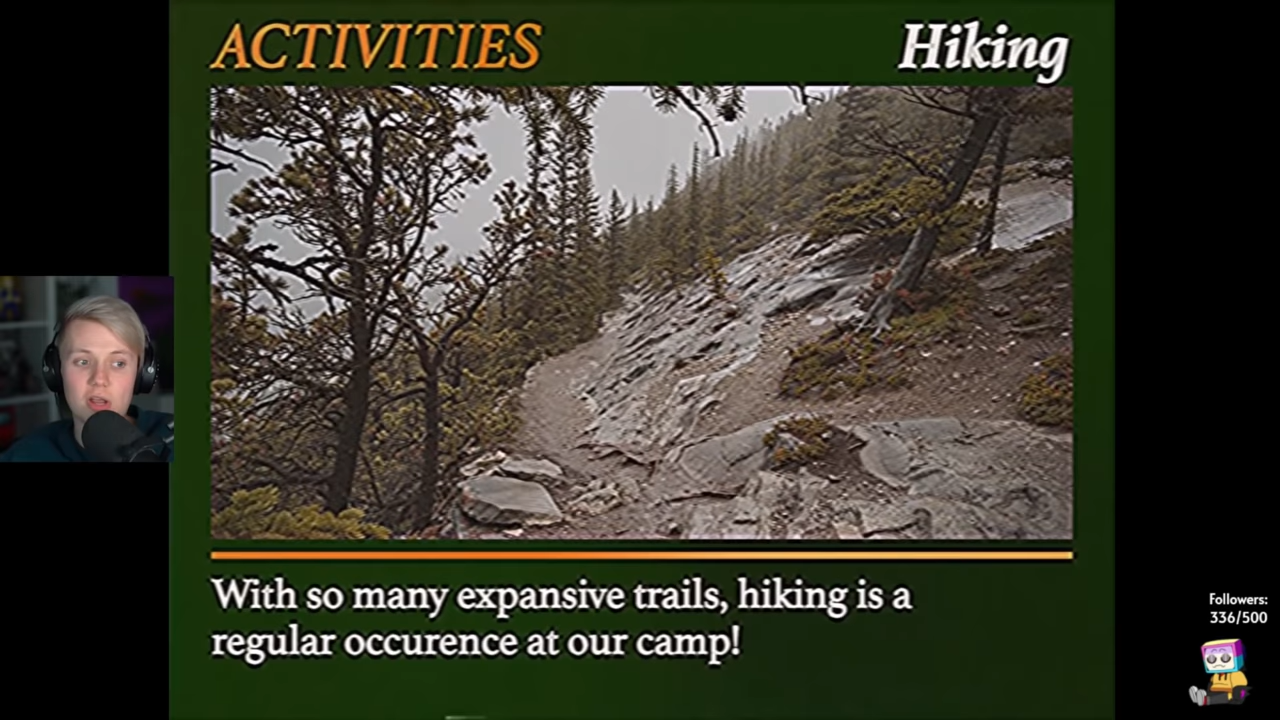 ACTIVITIES
Hiking
With so many expansive trails, hiking is a
regular occurence at our camp!
Followers:
336/500